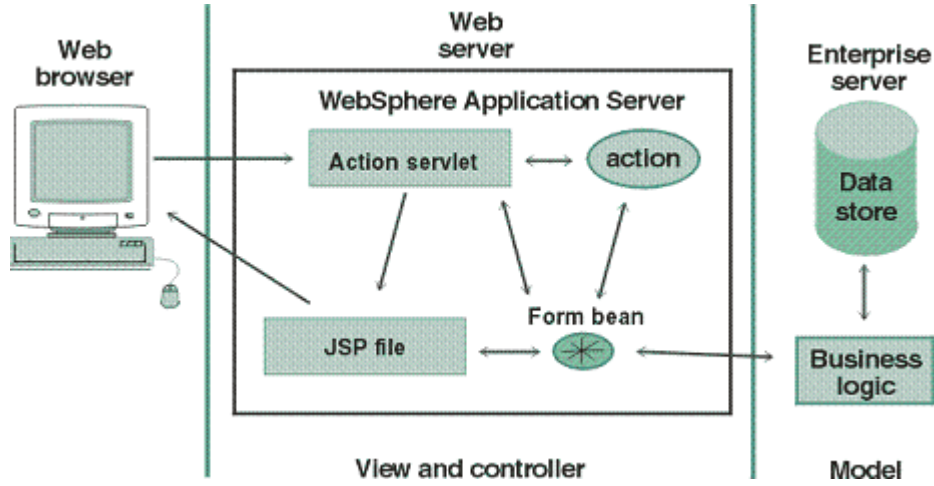 Web
browser
Web
server
Enterprise
server
WebSphere Application Server
Action servlet
action
Data
store
Form bean
JSP file
Business
logic
View and controller
Model